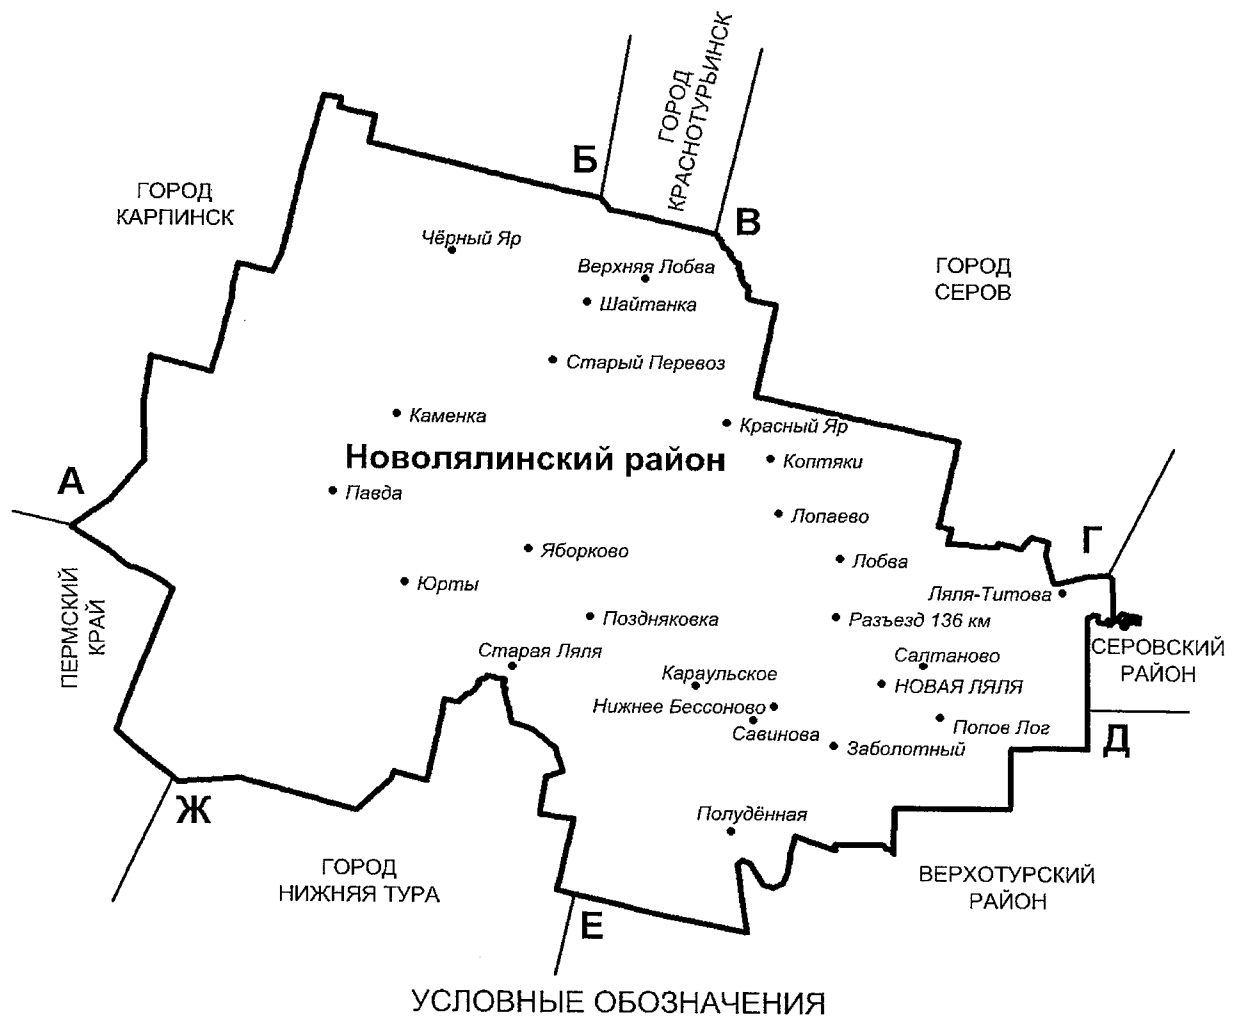 ГОРОД
КРАСНОТУРЬИНСК
Б
ГОРОД
КАРПИНСК
В
Чёрный Яр
Верхняя Лобва
ГОРОД
СЕРОВ
Шайтанка
Старый Перевоз
Каменка
Красный Яр
Новолялинский район
Коптяки
А
Павда
Лопаево
Г
Яборково
Лобва
Юрты
Ляля-Титова
ПЕРМСКИЙ
КРАЙ
Поздняковка
Разъезд 136 км
СЕРОВСКИЙ
РАЙОН
Старая Ляля
Салтаново
Караульское
НОВАЯ ЛЯЛЯ
Нижнее Бессоново
Савинова
Попов Лог
Д
Заболотный
Ж
Полудённая
ГОРОД
НИЖНЯЯ ТУРА
ВЕРХОТУРСКИЙ
РАЙОН
Е
УСЛОВНЫЕ ОБОЗНАЧЕНИЯ